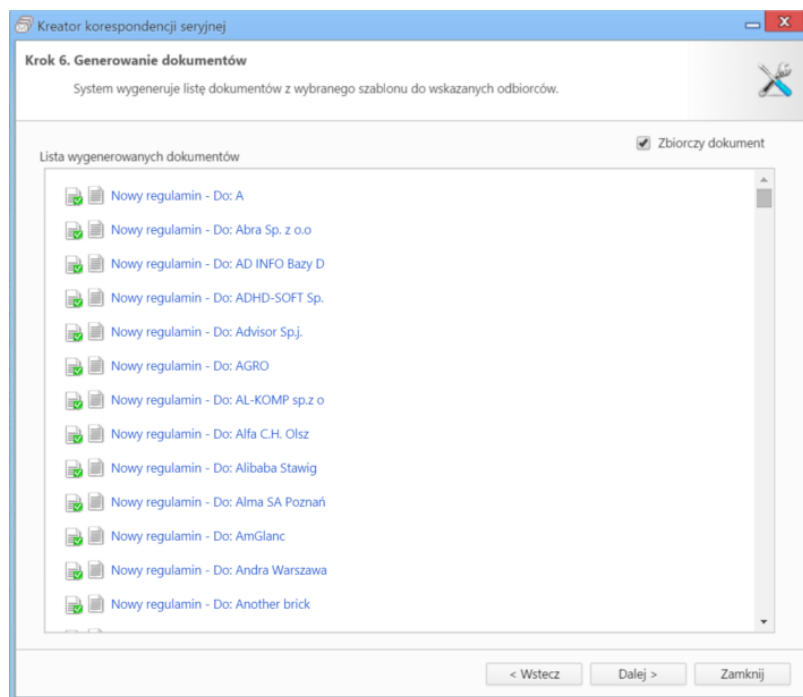 Kreator korespondencji seryjnej
Krok 6. Generowanie dokumentów
System wygeneruje listę dokumentów z wybranego szablonu do wskazanych odbiorców.
Zbiorczy dokument
Lista wygenerowanych dokumentów
Nowy regulamin - Do: A
Nowy regulamin - Do: Abra Sp. z o.o
Nowy regulamin - Do: AD INFO Bazy D
Nowy regulamin - Do: ADHD-SOFT Sp.
Nowy regulamin - Do: Advisor Sp.j.
Nowy regulamin - Do: AGRO
Nowy regulamin - Do: AL-KOMP sp.z o
Nowy regulamin - Do: Alfa C.H. Olsz
Nowy regulamin - Do: Alibaba Stawig
Nowy regulamin - Do: Alma SA Poznań
Nowy regulamin - Do: AmGlanc
Nowy regulamin - Do: Andra Warszawa
Nowy regulamin - Do: Another brick
< Wstecz
Dalej >
Zamknij